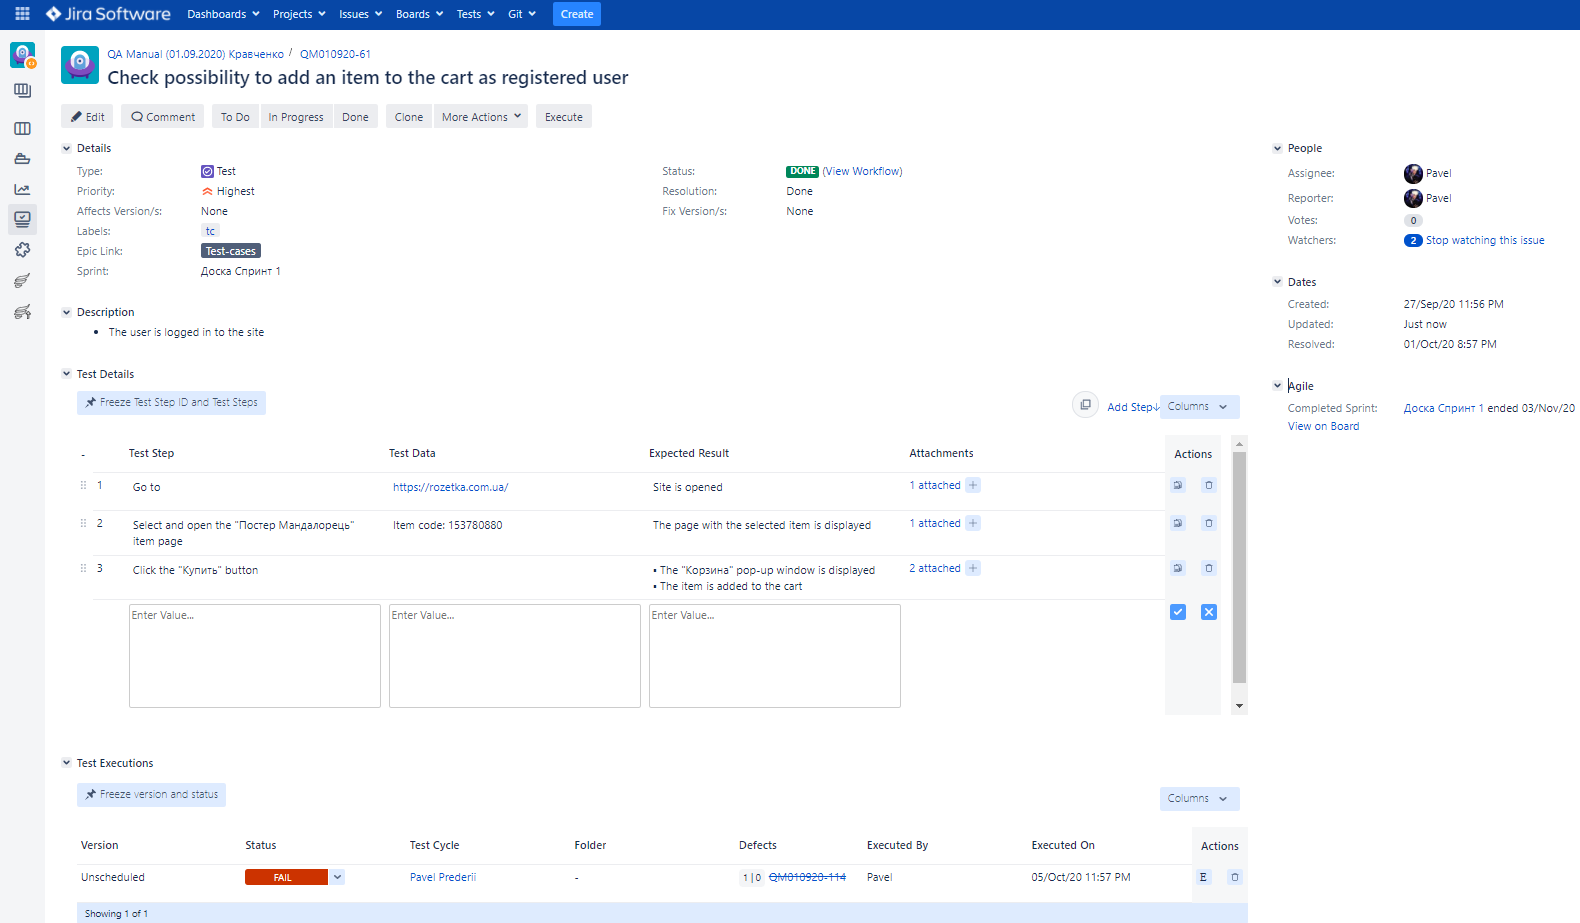 Jira Software Dashboards Projects Issues Boards Tests Git Create
QA Manual (01.09.2020) Кравченко / QM010920-61
Check possibility to add an item to the cart as registered user
Edit Comment To Do In Progress Done Clone More Actions Execute
Details
Type: Test
Priority: Highest
Affects Version/s: None
Labels: tc
Epic Link: Test-cases
Sprint: Доска Спринт 1
Status: DONE (View Workflow)
Resolution: Done
Fix Version/s: None
People
Assignee: Pavel
Reporter: Pavel
Votes: 0
Watchers: 2 Stop watching this issue
Dates
Created: 27/Sep/20 11:56 PM
Updated: Just now
Resolved: 01/Oct/20 8:57 PM
Agile
Completed Sprint: Доска Спринт 1 ended 03/Nov/20
View on Board
Description
• The user is logged in to the site
Test Details
Freeze Test Step ID and Test Steps
Add Step↓ Columns
- Test Step Test Data Expected Result Attachments Actions
1 Go to https://rozetka.com.ua/ Site is opened 1 attached +
2 Select and open the "Постер Мандалорець" Item code: 153780880 The page with the selected item is displayed 1 attached +
item page
3 Click the "Купить" button ▪ The "Корзина" pop-up window is displayed 2 attached +
▪ The item is added to the cart
Enter Value... Enter Value... Enter Value...
Test Executions
Freeze version and status
Columns
Version Status Test Cycle Folder Defects Executed By Executed On Actions
Unscheduled FAIL Pavel Prederii - 1 | 0 QM010920-114 Pavel 05/Oct/20 11:57 PM E
Showing 1 of 1